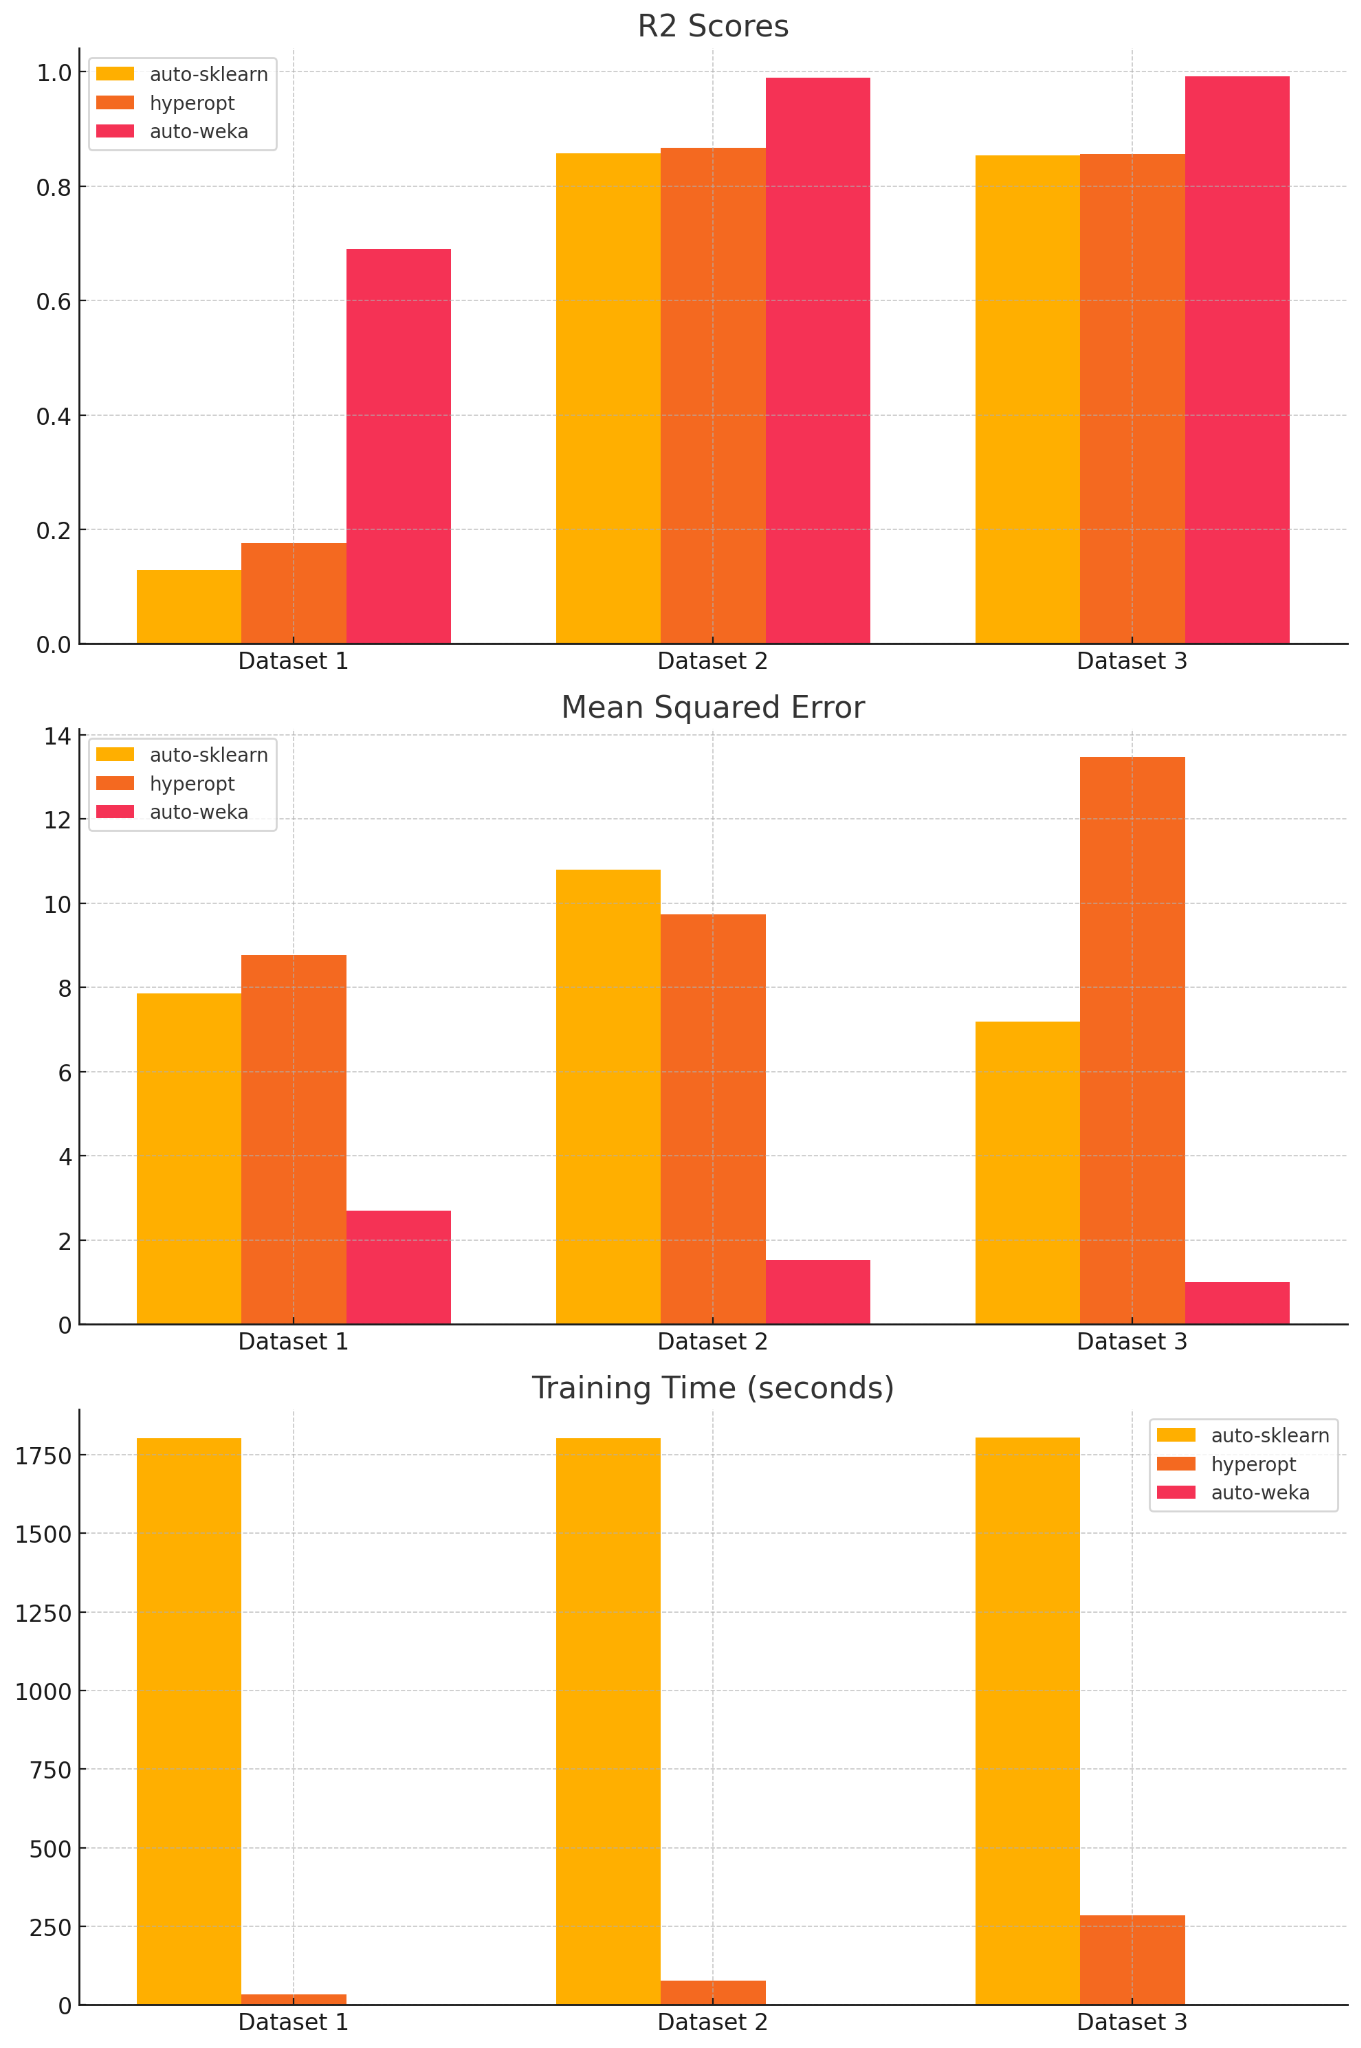 R2 Scores
1.0
0.8
0.6
0.4
0.2
0.0
auto-sklearn
hyperopt
auto-weka
Dataset 1
Dataset 2
Dataset 3
Mean Squared Error
14
12
10
8
6
4
2
0
auto-sklearn
hyperopt
auto-weka
Dataset 1
Dataset 2
Dataset 3
Training Time (seconds)
1750
1500
1250
1000
750
500
250
0
auto-sklearn
hyperopt
auto-weka
Dataset 1
Dataset 2
Dataset 3